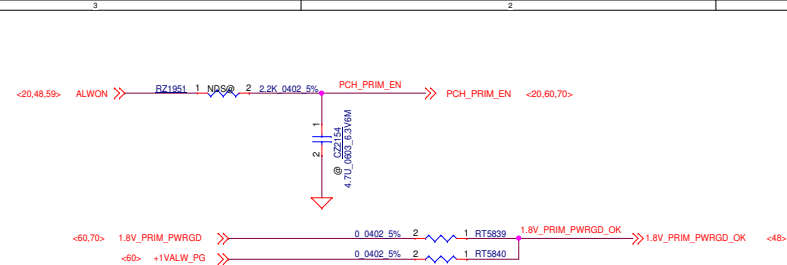 3 2
PCH_PRIM_EN
<20,48,59> ALWON RZ1951 1 NDS@ 2 2.2K_0402_5% PCH_PRIM_EN <20,60,70>
1
2
@ CZ2154
4.7U_0603_6.3V6M
1.8V_PRIM_PWRGD_OK
<60,70> 1.8V_PRIM_PWRGD 0_0402_5% 2 1 RT5839 1.8V_PRIM_PWRGD_OK <48>
<60> +1VALW_PG 0_0402_5% 2 1 RT5840